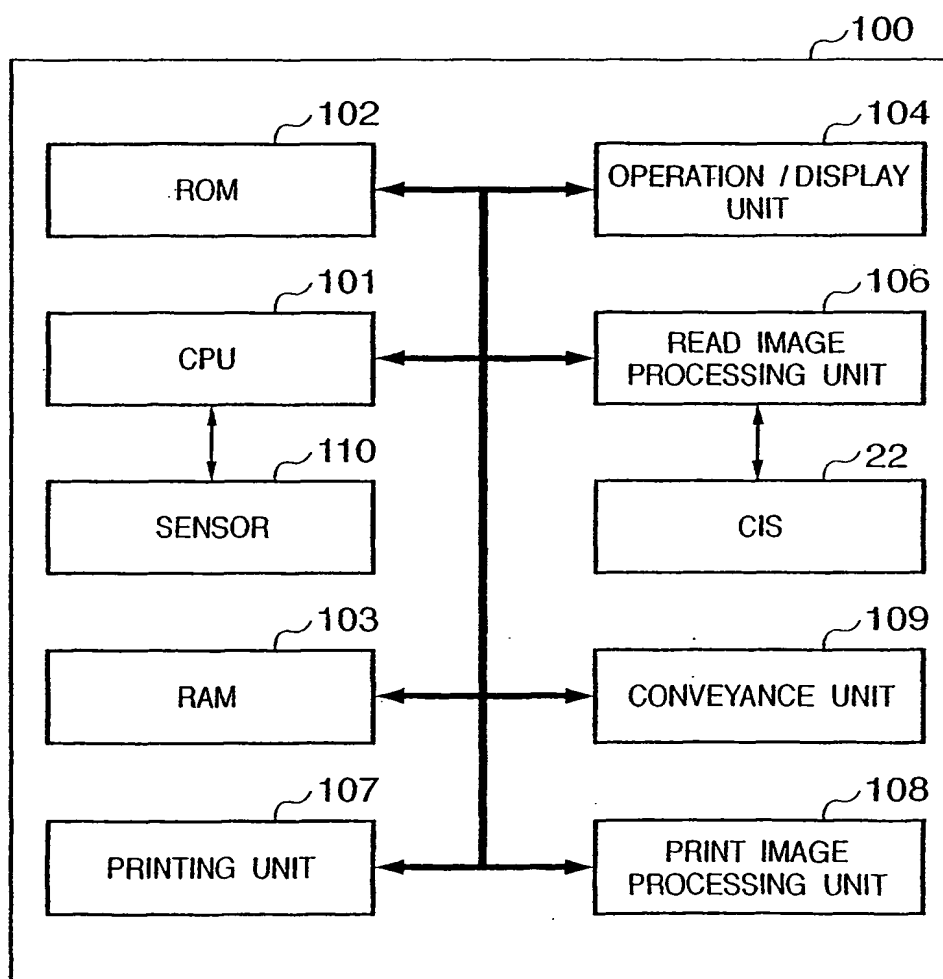 100
102
ROM
104
OPERATION / DISPLAY
UNIT
101
CPU
106
READ IMAGE
PROCESSING UNIT
110
SENSOR
22
CIS
103
RAM
109
CONVEYANCE UNIT
107
PRINTING UNIT
108
PRINT IMAGE
PROCESSING UNIT